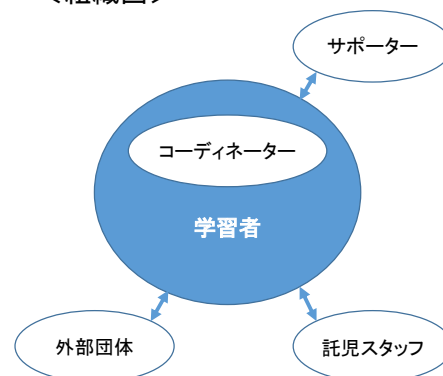 サポーター
コーディネーター
学習者
外部団体
託児スタッフ